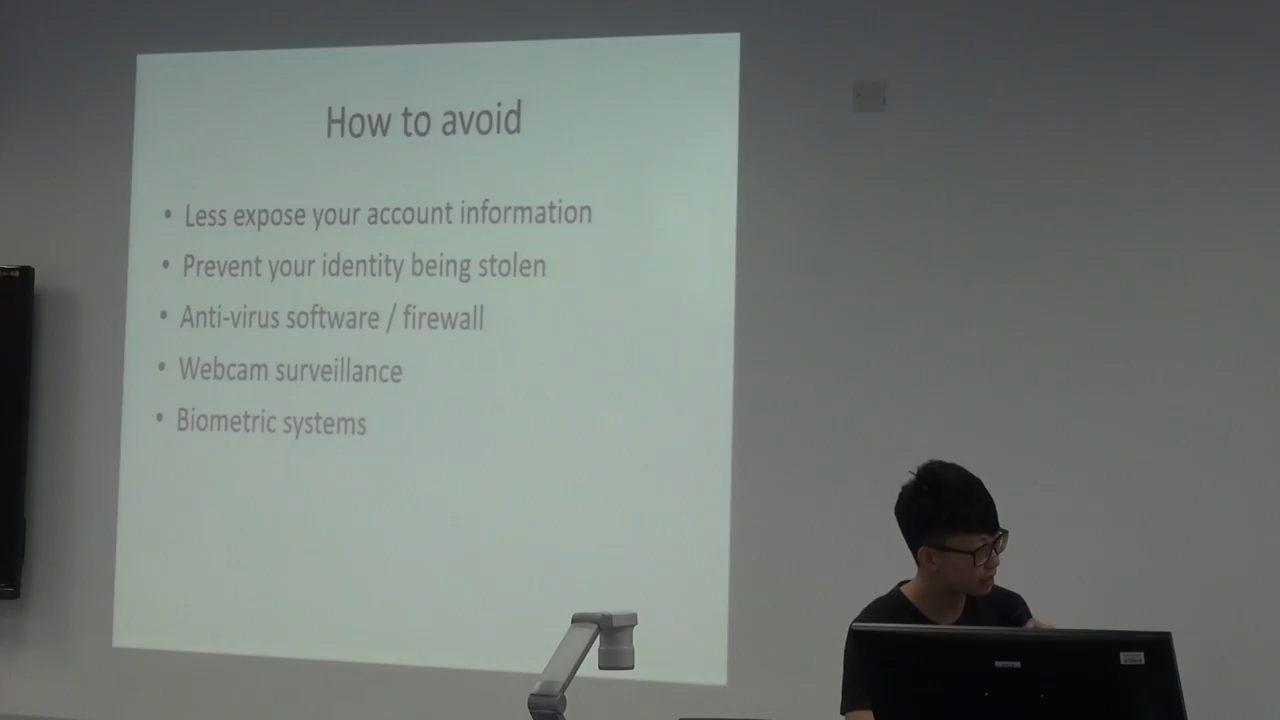 How to avoid
• Less expose your account information
• Prevent your identity being stolen
• Anti-virus software / firewall
• Webcam surveillance
• Biometric systems